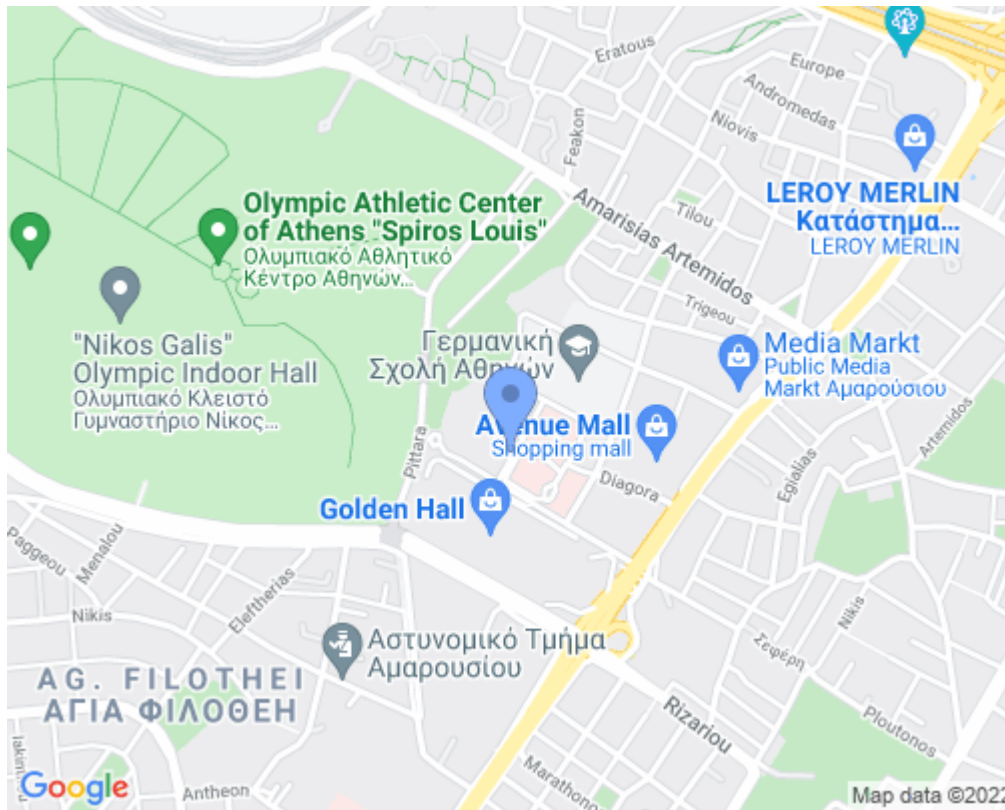 Eratous
Europe
Andromedas
Niovis
Feakon
LEROY MERLIN
Κατάστημα...
LEROY MERLIN
Olympic Athletic Center
of Athens "Spiros Louis"
Ολυμπιακό Αθλητικό
Κέντρο Αθηνών...
Tilou
Amarisias Artemidos
Trigeou
"Nikos Galis"
Olympic Indoor Hall
Ολυμπιακό Κλειστό
Γυμναστήριο Νίκος...
Γερμανική
Σχολή Αθηνών
Media Markt
Public Media
Markt Αμαρούσιου
Artemidos
Avenue Mall
Shopping mall
Pittara
Diagora
Egialias
Golden Hall
Paggeou
Menalou
Eleftherias
Nikis
Nikis
Αστυνομικό Τμήμα
Αμαρουσίου
Σεφέρη
AG. FILOTHEI
ΑΓΙΑ ΦΙΛΟΘΕΗ
Rizariou
Ploutonos
Antheon
Marathono
Google
Map data ©202